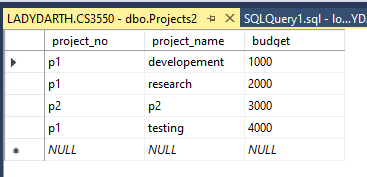 LADYDARTH.CS3550 - dbo.Projects2 SQLQuery1.sql - lo...YD
project_no project_name budget
p1 developement 1000
p1 research 2000
p2 p2 3000
p1 testing 4000
NULL NULL NULL